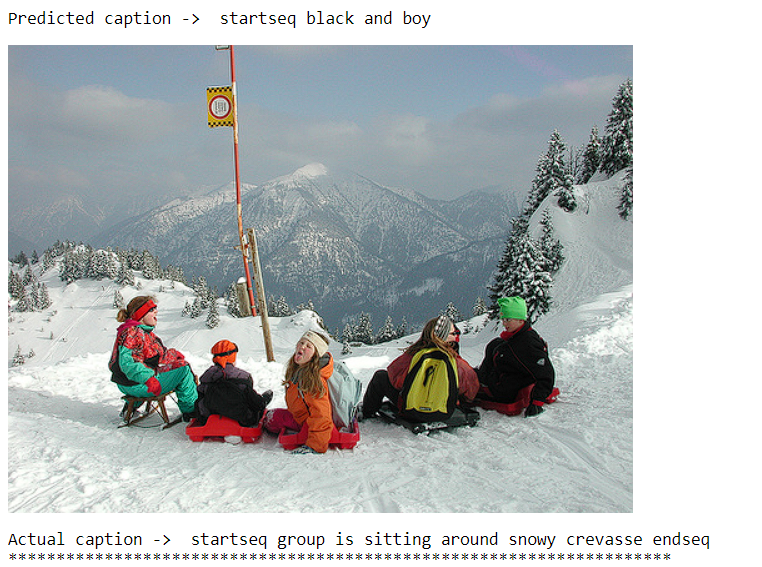 Predicted caption ->  startseq black and boy
Actual caption ->  startseq group is sitting around snowy crevasse endseq
**********************************************************************